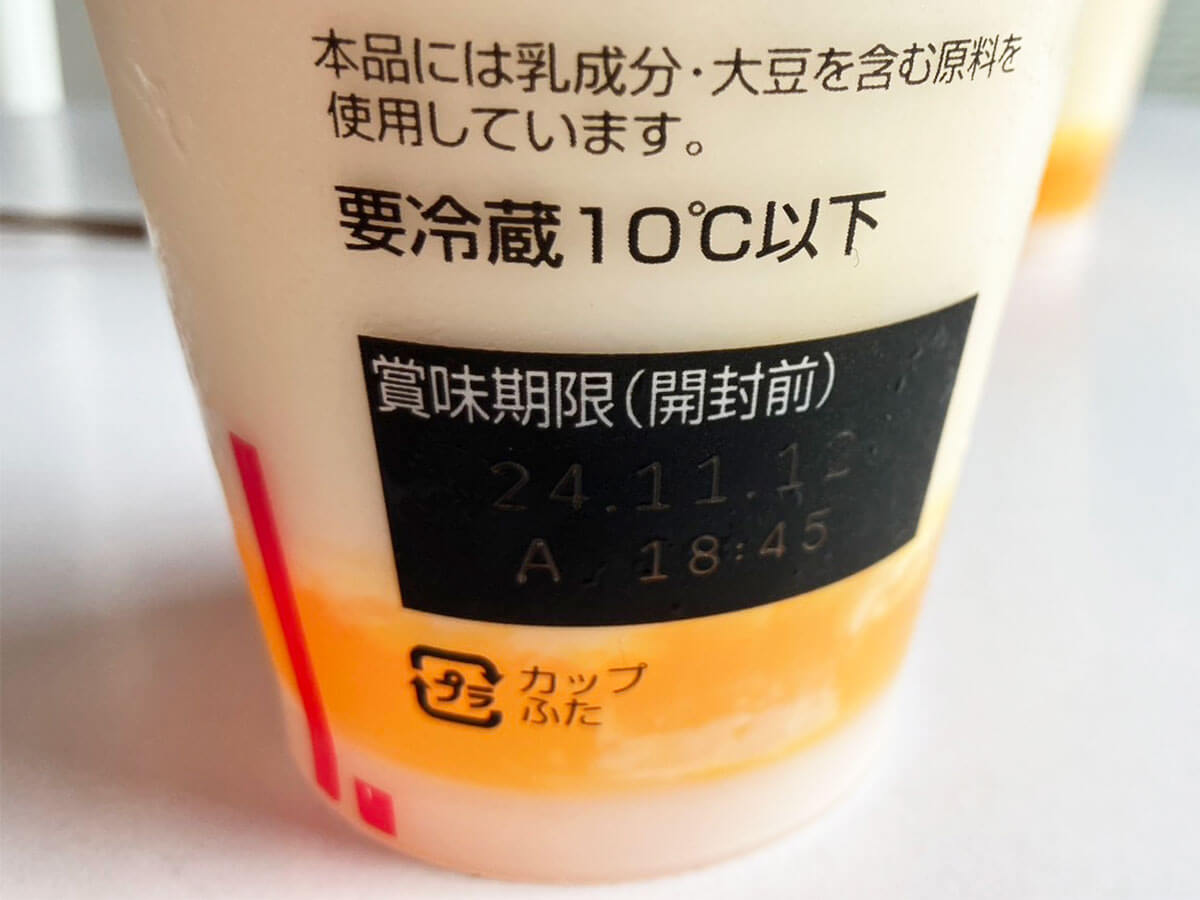 本品には乳成分・大豆を含む原料を
使用しています。
要冷蔵10℃以下
賞味期限(開封前)
24.11.12
A 18:45
プラ
カップ
ふた